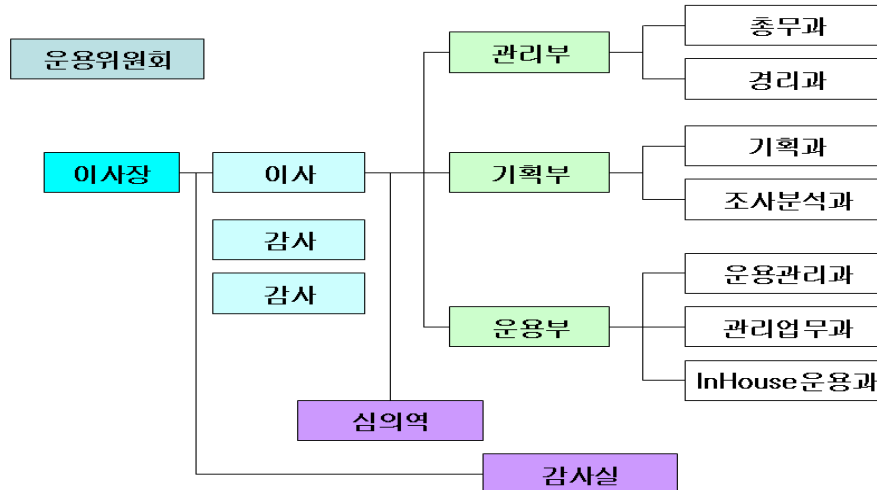 총무과
운용위원회
관리부
경리과
기획과
이사장
이사
기획부
조사분석과
감사
감사
운용관리과
운용부
관리업무과
InHouse운용과
심의역
감사실